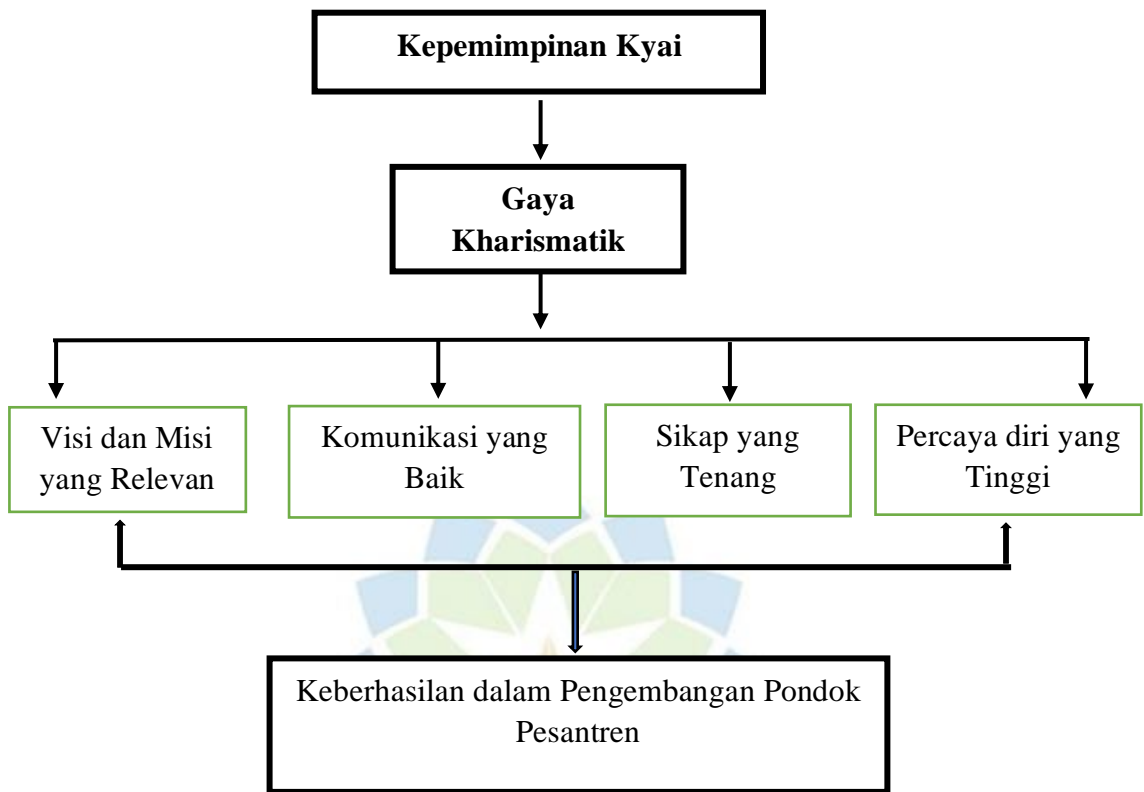 Kepemimpinan Kyai
Gaya
Kharismatik
Visi dan Misi
yang Relevan
Komunikasi yang
Baik
Sikap yang
Tenang
Percaya diri yang
Tinggi
Keberhasilan dalam Pengembangan Pondok
Pesantren